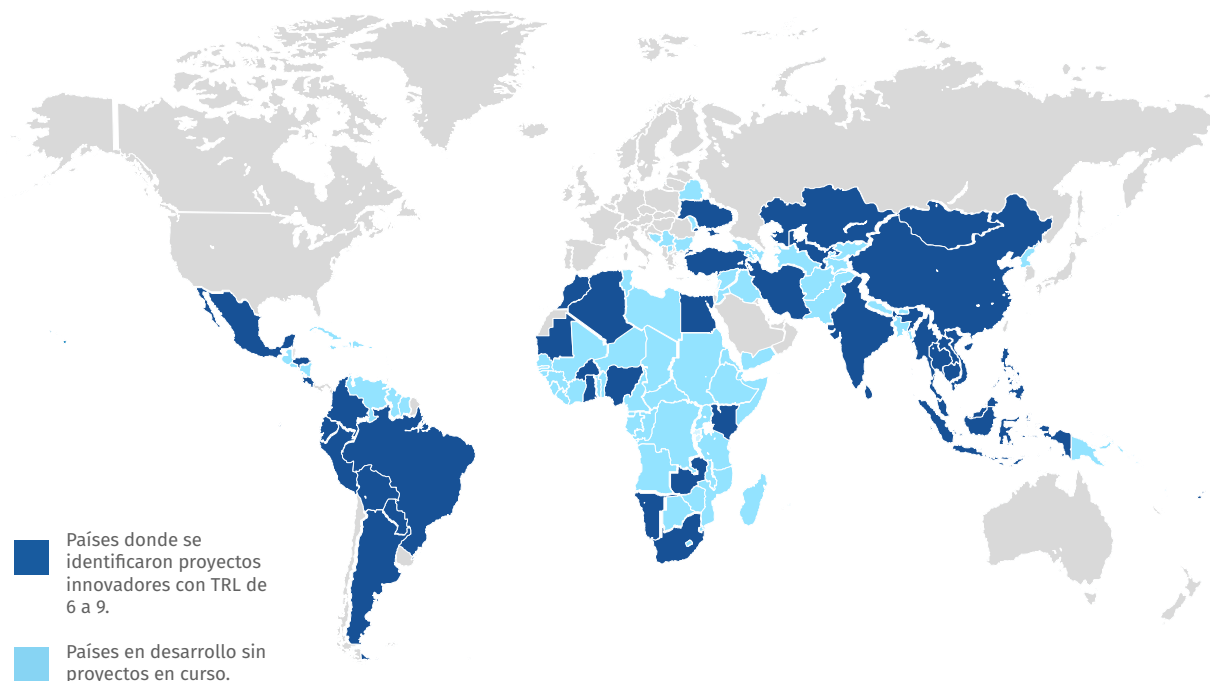 Países donde se
identificaron proyectos
innovadores con TRL de
6 a 9.
Países en desarrollo sin
proyectos en curso.